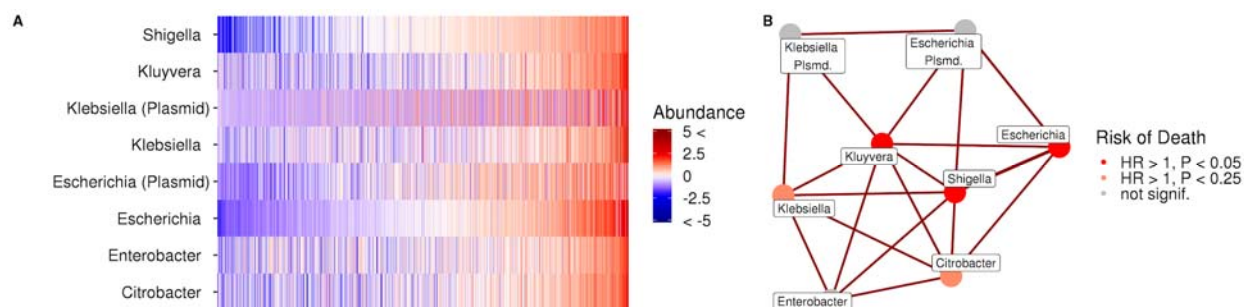 A
Shigella
Kluyvera
Klebsiella (Plasmid)
Klebsiella
Escherichia (Plasmid)
Escherichia
Enterobacter
Citrobacter
Abundance
5 <
2.5
0
-2.5
< -5
B
Klebsiella
Plsmd.
Escherichia
Plsmd.
Escherichia
Kluyvera
Shigella
Klebsiella
Citrobacter
Enterobacter
Risk of Death
HR > 1, P < 0.05
HR > 1, P < 0.25
not signif.